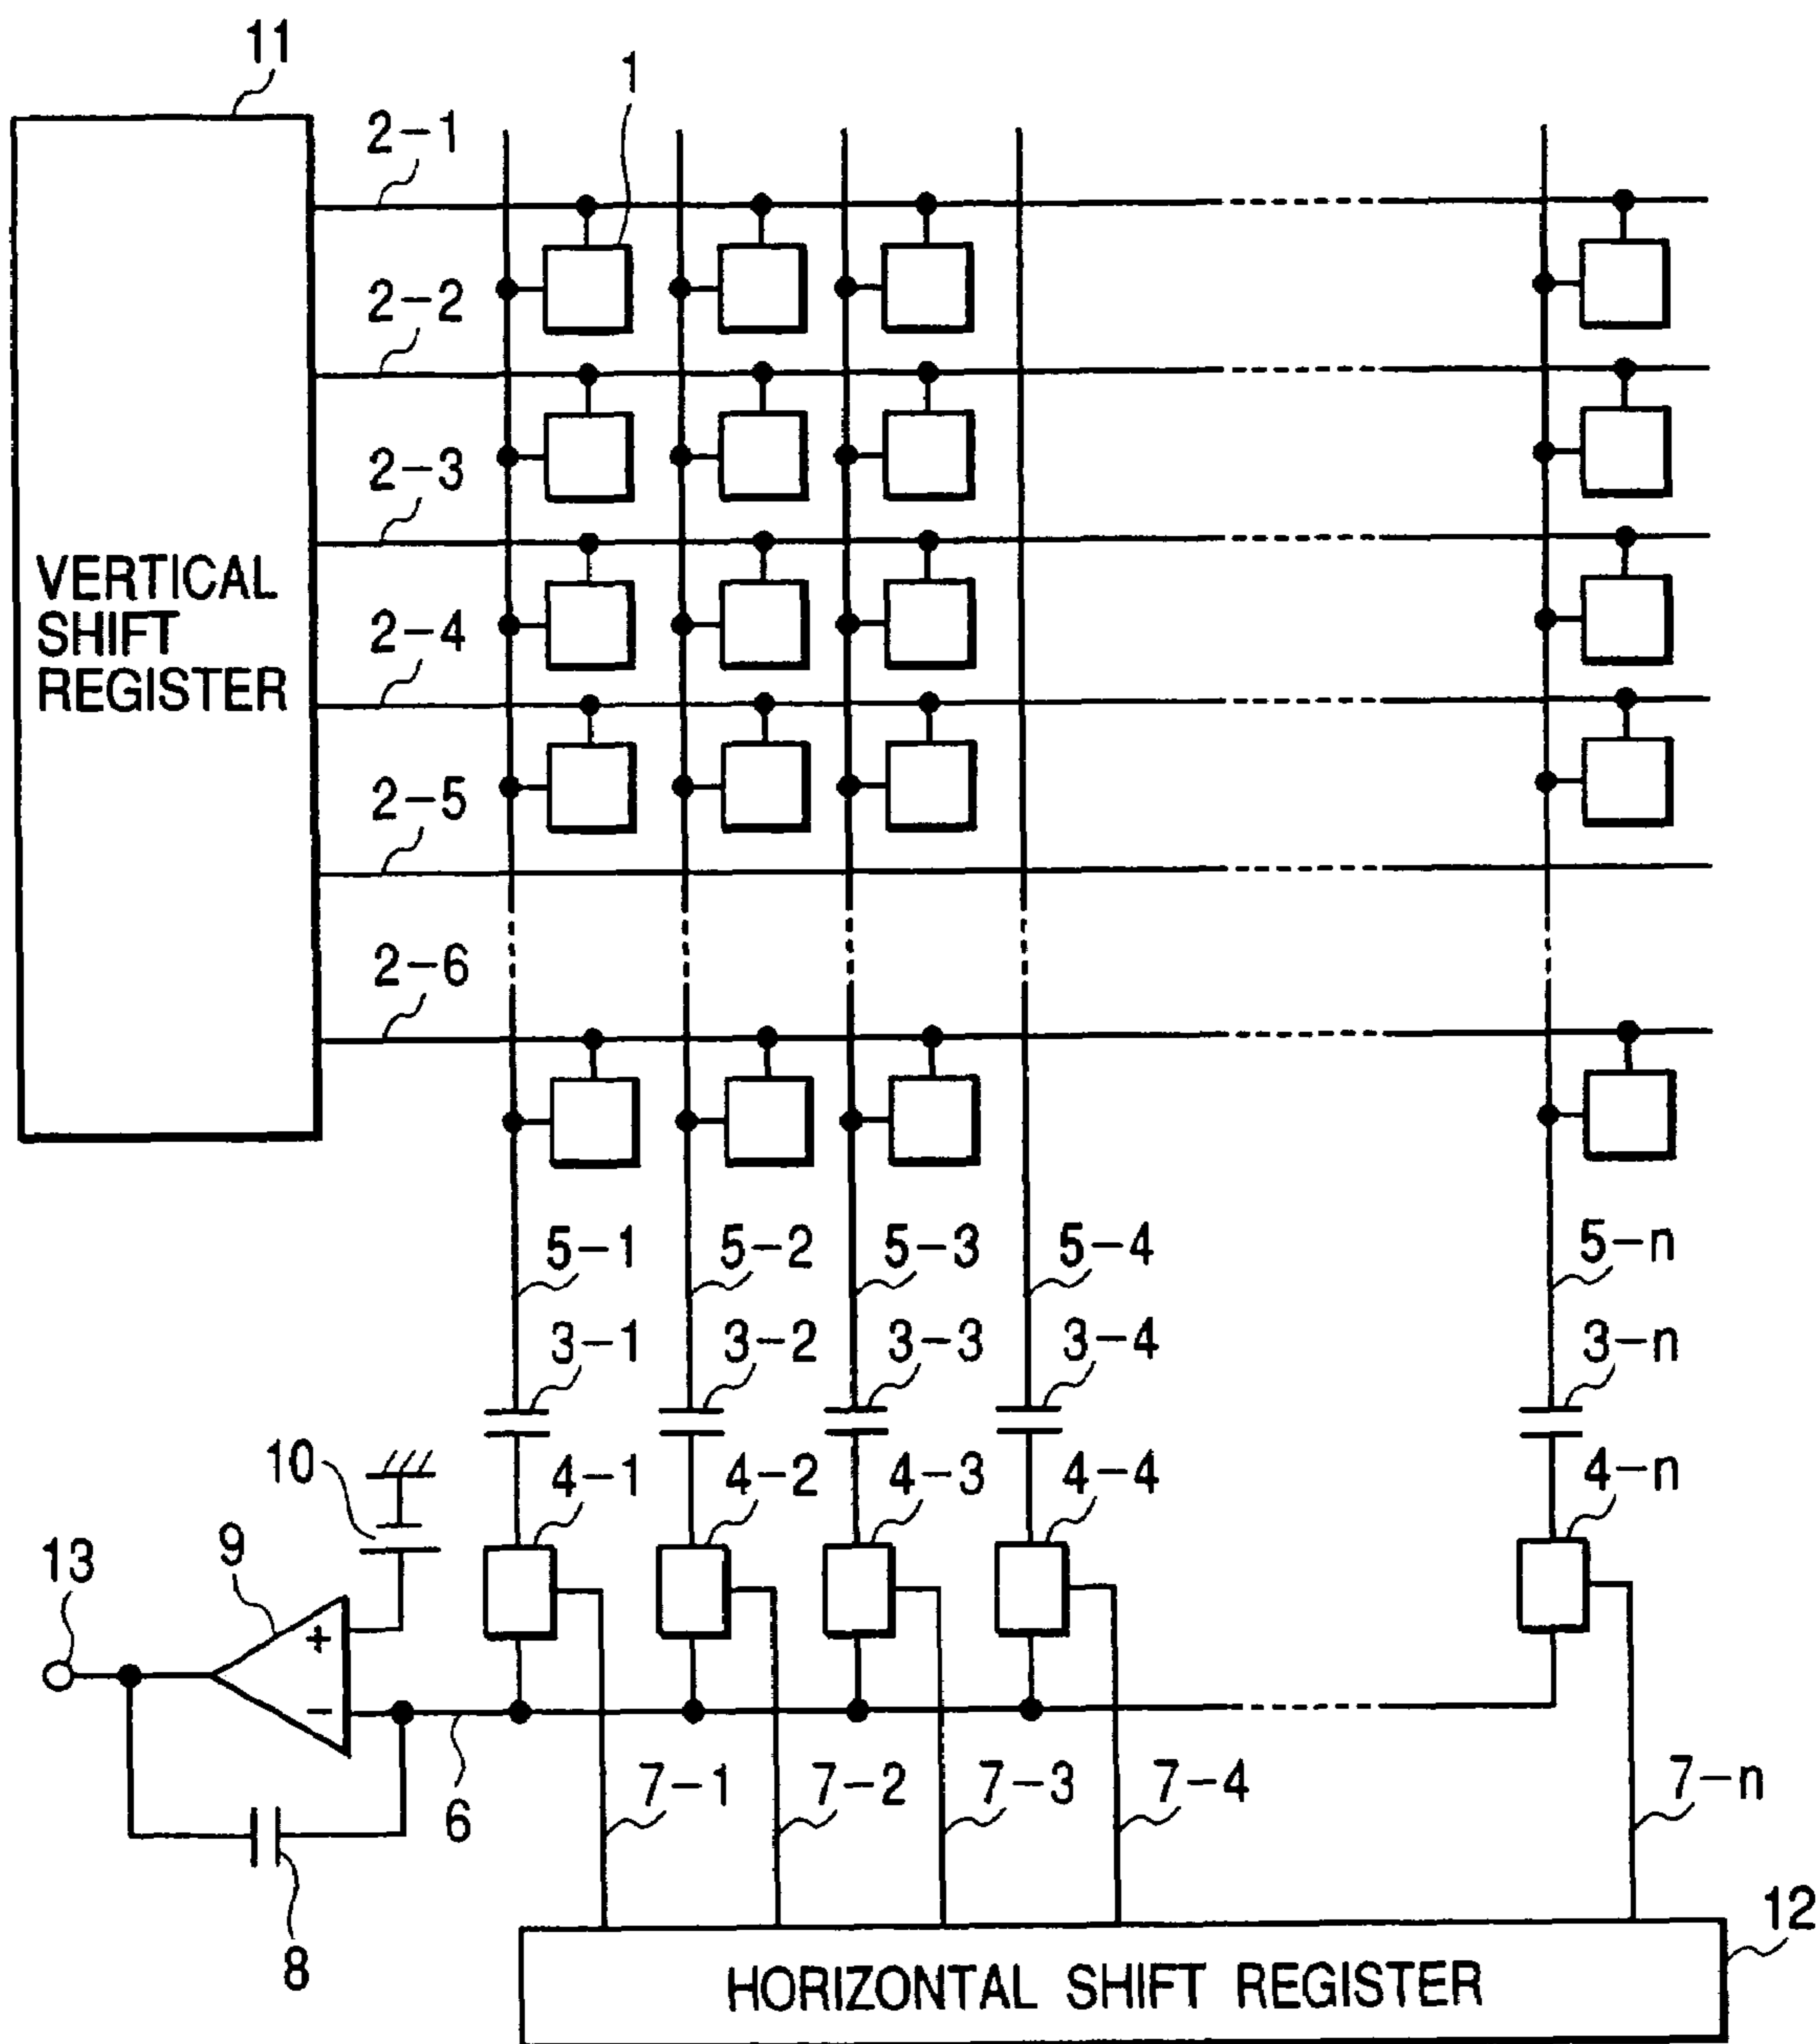 11
1
2-1
2-2
2-3
VERTICAL
SHIFT
REGISTER
2-4
2-5
2-6
5-1 5-2 5-3 5-4 5-n
3-1 3-2 3-3 3-4 3-n
10 4-1 4-2 4-3 4-4 4-n
13 9
+
-
6 7-1 7-2 7-3 7-4 7-n
8
12
HORIZONTAL SHIFT REGISTER